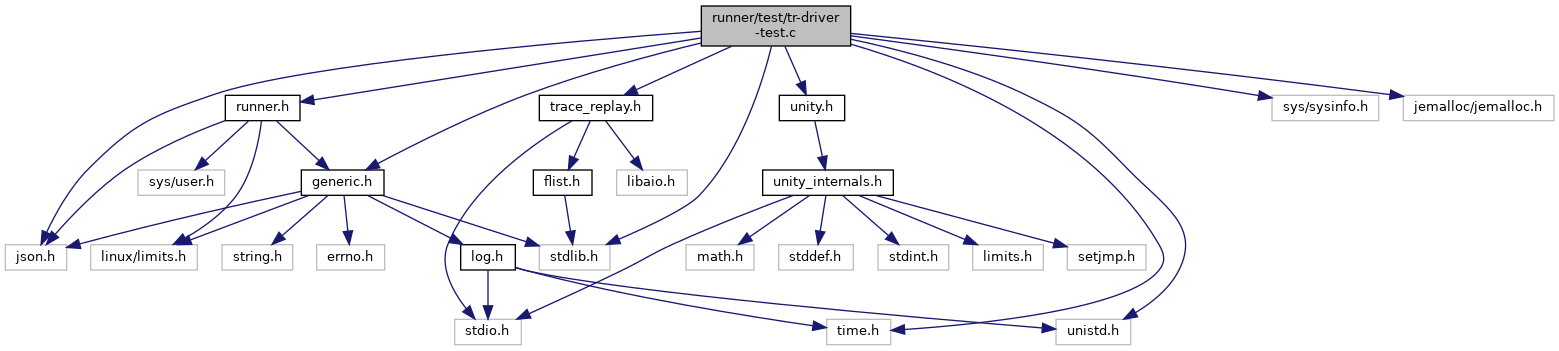 runner/test/tr-driver
-test.c
runner.h
trace_replay.h
unity.h
sys/sysinfo.h
jemalloc/jemalloc.h
sys/user.h
generic.h
flist.h
libaio.h
unity_internals.h
json.h
linux/limits.h
string.h
errno.h
log.h
stdlib.h
math.h
stddef.h
stdint.h
limits.h
setjmp.h
stdio.h
time.h
unistd.h